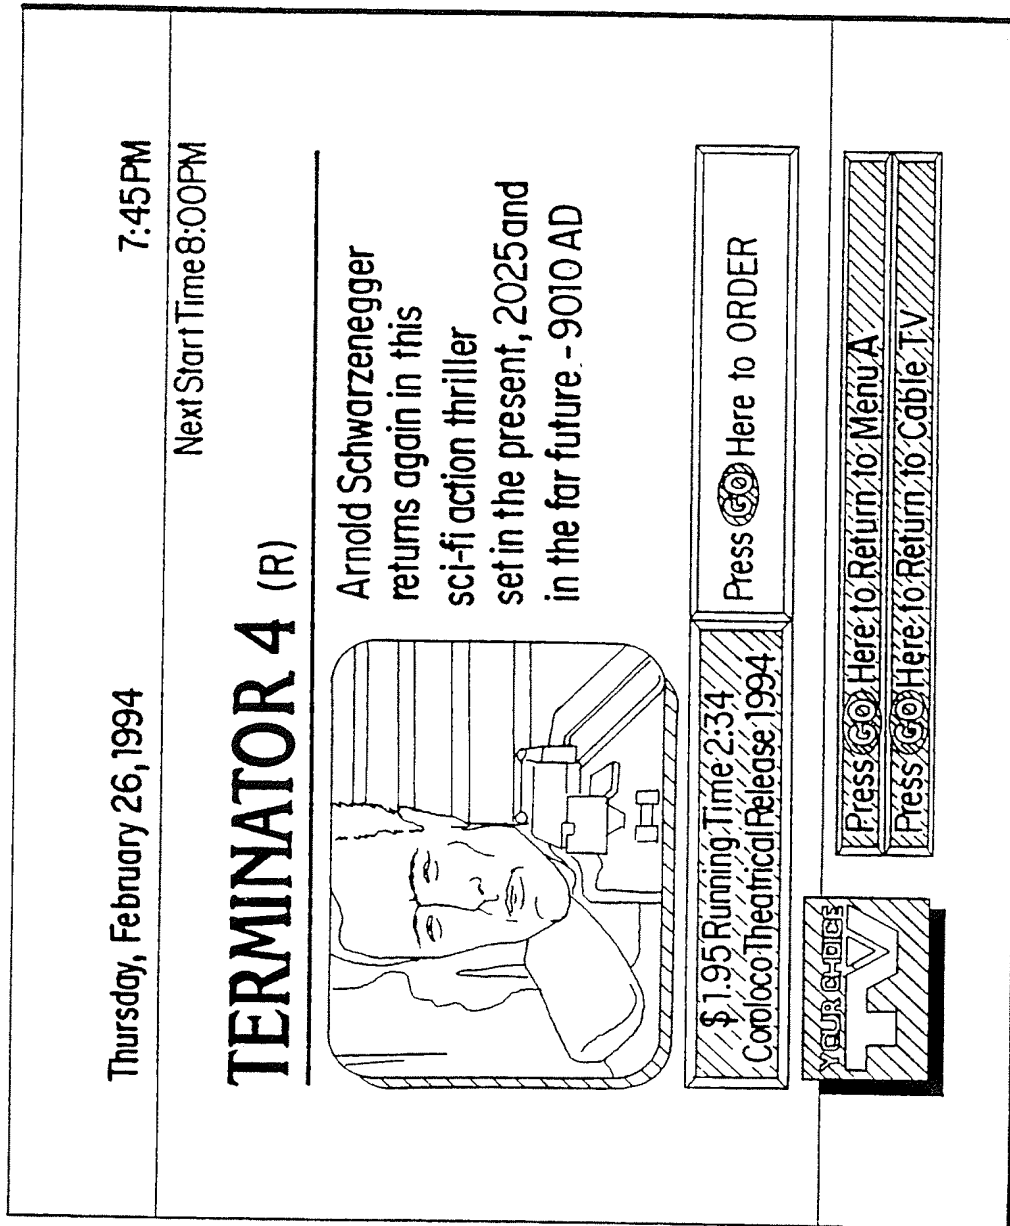 Thursday, February 26, 1994 7:45PM
Next Start Time 8:00PM
TERMINATOR 4 (R)
Arnold Schwarzenegger
returns again in this
sci-fi action thriller
set in the present, 2025 and
in the far future - 9010 AD
$1.95 Running Time 2:34
Coroloco Theatrical Release 1994
Press GO Here to ORDER
YOUR CHOICE
TV
Press GO Here to Return to Menu A
Press GO Here to Return to Cable TV